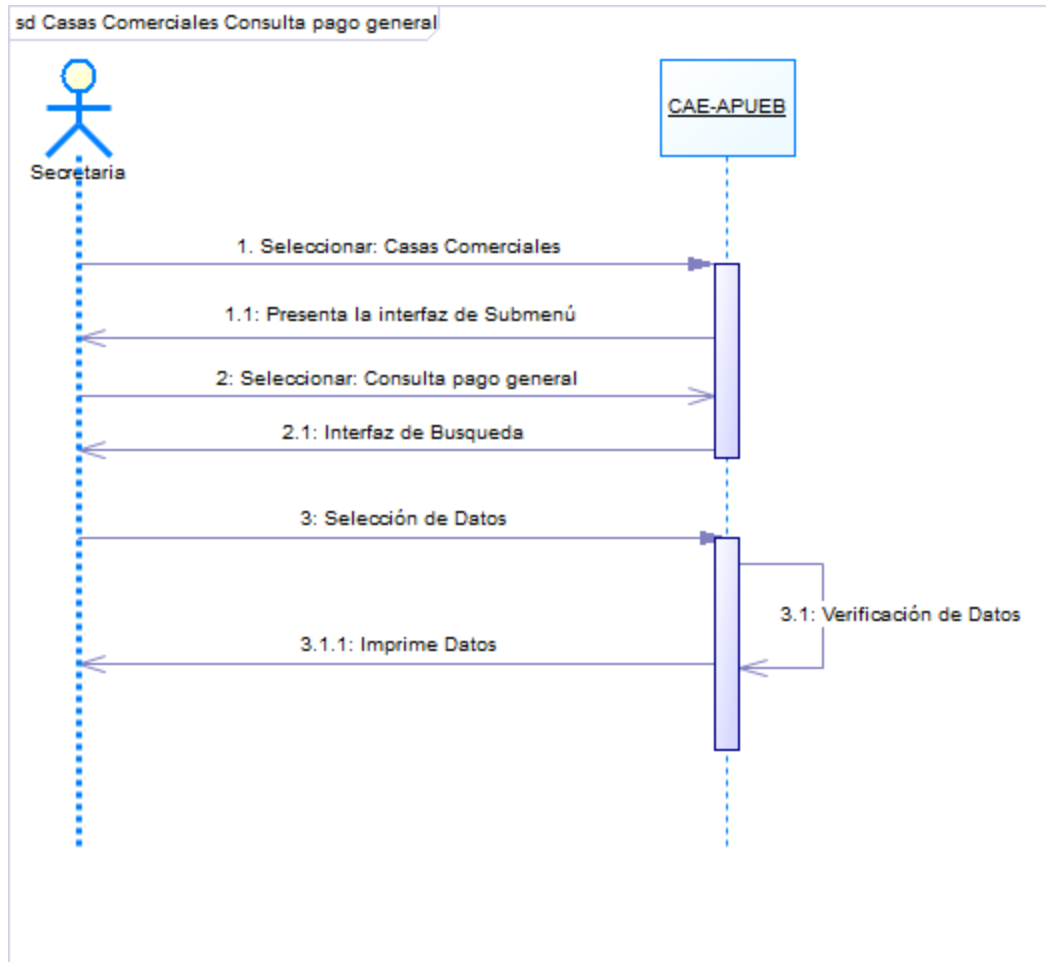 sd Casas Comerciales Consulta pago general
CAE-APUEB
Secretaria
1. Seleccionar: Casas Comerciales
1.1: Presenta la interfaz de Submenú
2: Seleccionar: Consulta pago general
2.1: Interfaz de Busqueda
3: Selección de Datos
3.1: Verificación de Datos
3.1.1: Imprime Datos